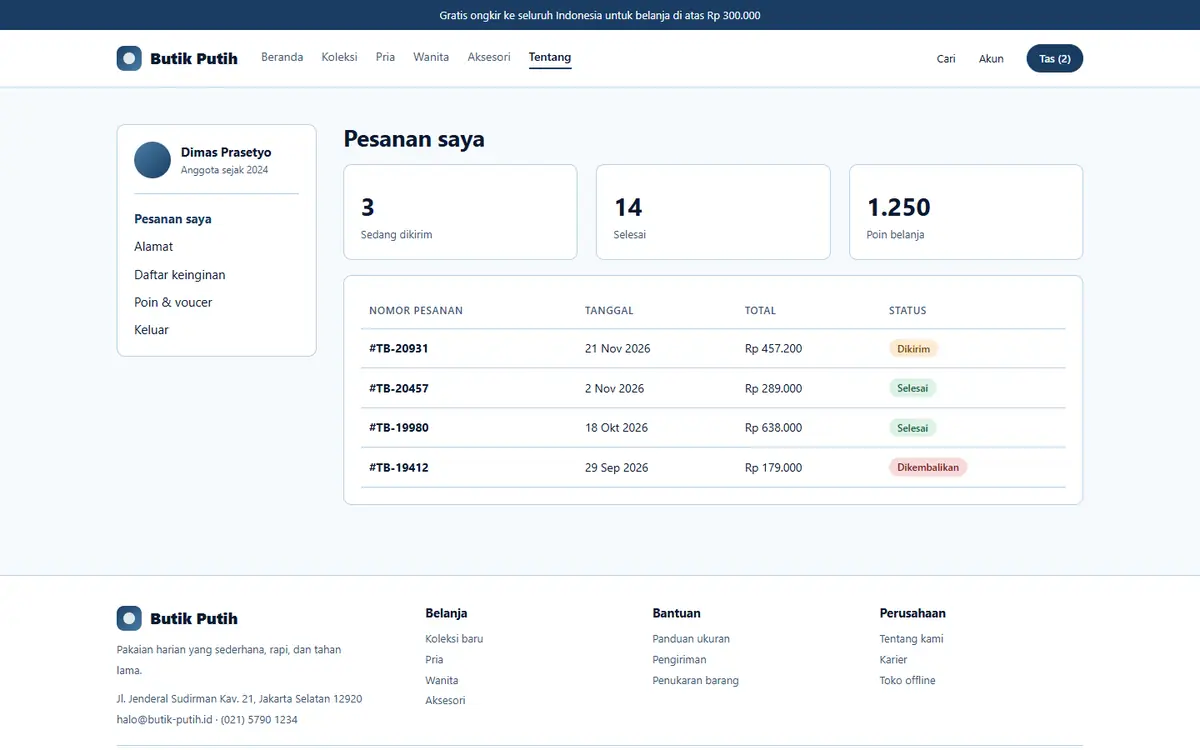 Gratis ongkir ke seluruh Indonesia untuk belanja di atas Rp 300.000
Butik Putih
Beranda
Koleksi
Pria
Wanita
Aksesori
Tentang
Cari
Akun
Tas (2)
Dimas Prasetyo
Anggota sejak 2024
Pesanan saya
Alamat
Daftar keinginan
Poin & voucer
Keluar
Pesanan saya
3
Sedang dikirim
14
Selesai
1.250
Poin belanja
NOMOR PESANAN TANGGAL TOTAL STATUS
#TB-20931 21 Nov 2026 Rp 457.200 Dikirim
#TB-20457 2 Nov 2026 Rp 289.000 Selesai
#TB-19980 18 Okt 2026 Rp 638.000 Selesai
#TB-19412 29 Sep 2026 Rp 179.000 Dikembalikan
Butik Putih
Pakaian harian yang sederhana, rapi, dan tahan
lama.
Jl. Jenderal Sudirman Kav. 21, Jakarta Selatan 12920
halo@butik-putih.id · (021) 5790 1234
Belanja
Koleksi baru
Pria
Wanita
Aksesori
Bantuan
Panduan ukuran
Pengiriman
Penukaran barang
Perusahaan
Tentang kami
Karier
Toko offline